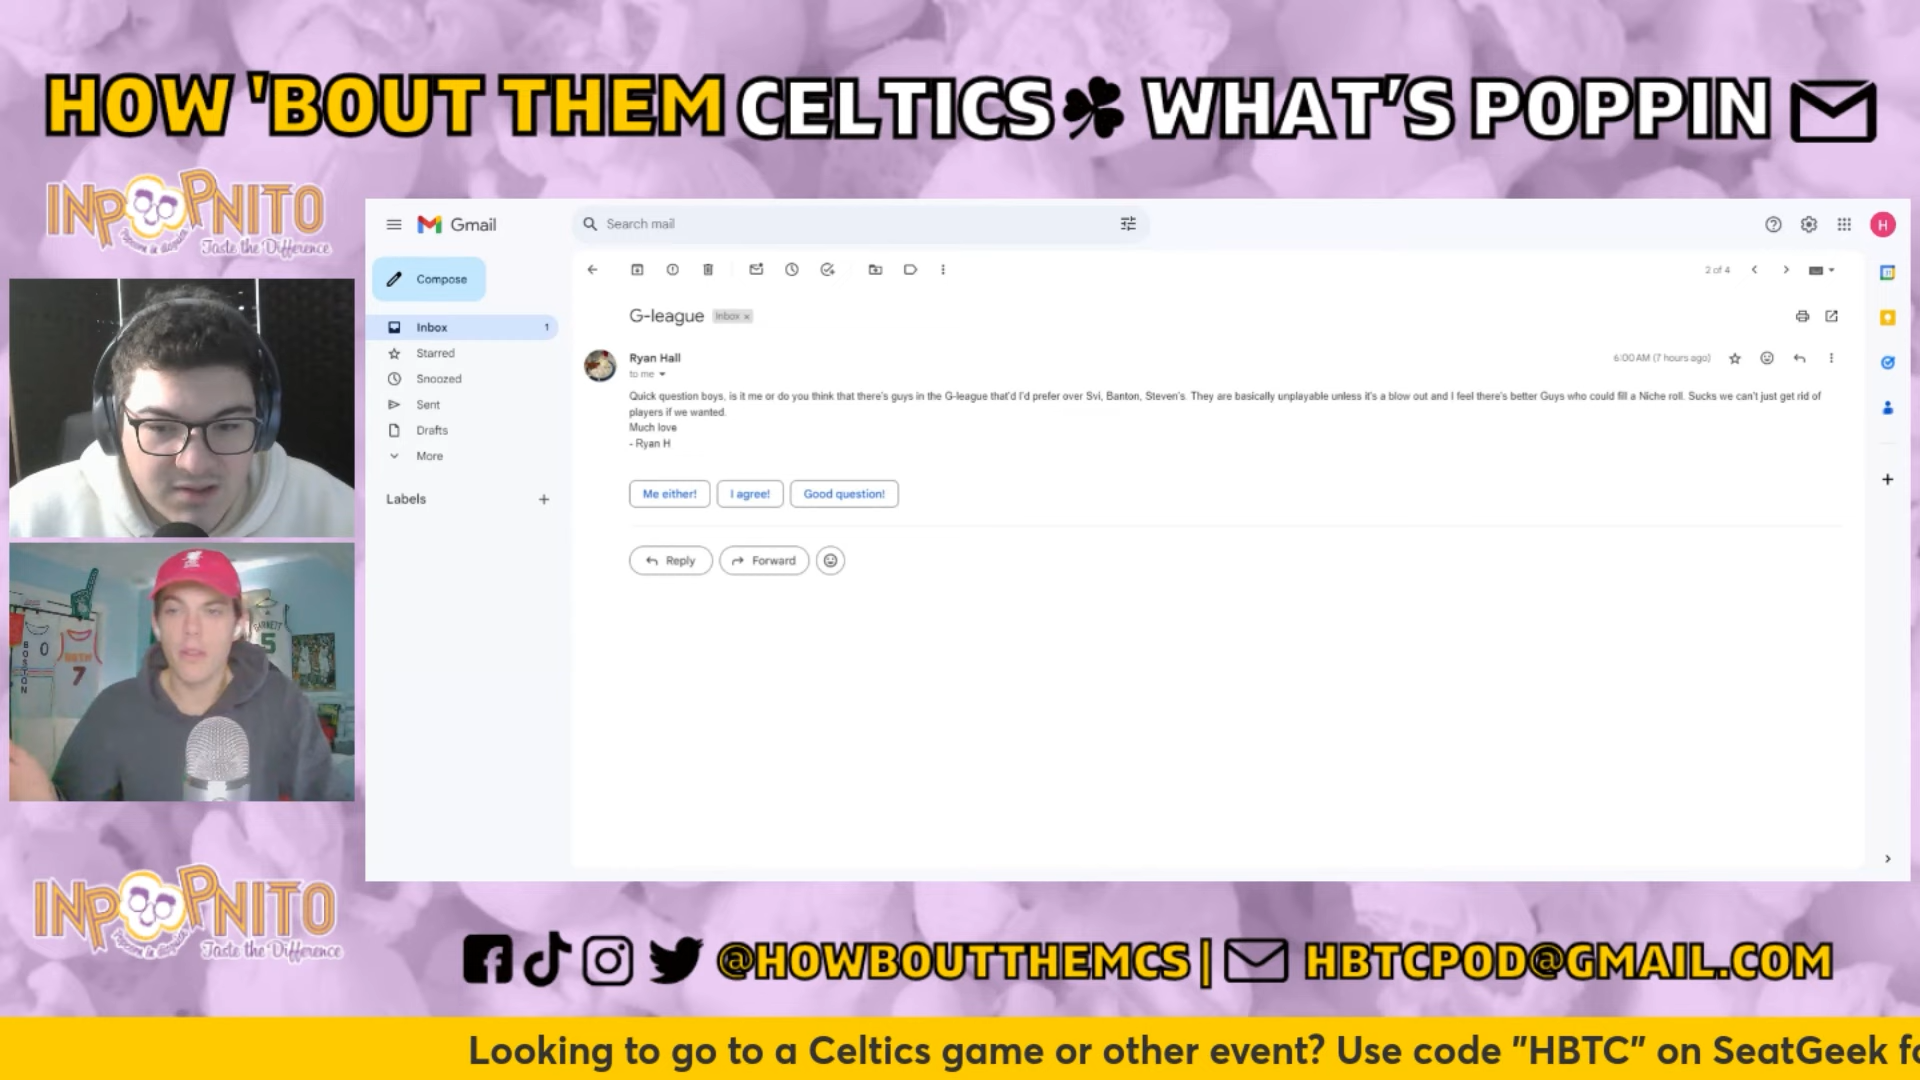 HOW 'BOUT THEM CELTICS WHAT'S POPPIN
INPOPNITO
Taste the Difference
Gmail
Search mail
H
Compose
2 of 4
Inbox 1
Starred
Snoozed
Sent
Drafts
More
Labels
G-league Inbox x
Ryan Hall
6:00 AM (7 hours ago)
to me
Quick question boys, is it me or do you think that there's guys in the G-league that'd I'd prefer over Svi, Banton, Steven's. They are basically unplayable unless it's a blow out and I feel there's better Guys who could fill a Niche roll. Sucks we can't just get rid of
players if we wanted.
Much love
- Ryan H
Me either! I agree! Good question!
Reply Forward
BOSTON
0
7
GARNETT
5
INPOPNITO
Taste the Difference
@HOWBOUTTHEMCS | HBTCPOD@GMAIL.COM
Looking to go to a Celtics game or other event? Use code "HBTC" on SeatGeek fo